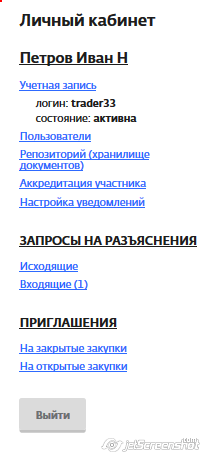 Личный кабинет
Петров Иван Н
Учетная запись
логин: trader33
состояние: активна
Пользователи
Репозиторий (хранилище
документов)
Аккредитация участника
Настройка уведомлений
ЗАПРОСЫ НА РАЗЪЯСНЕНИЯ
Исходящие
Входящие (1)
ПРИГЛАШЕНИЯ
На закрытые закупки
На открытые закупки
Выйти
jetScreenshot
.com